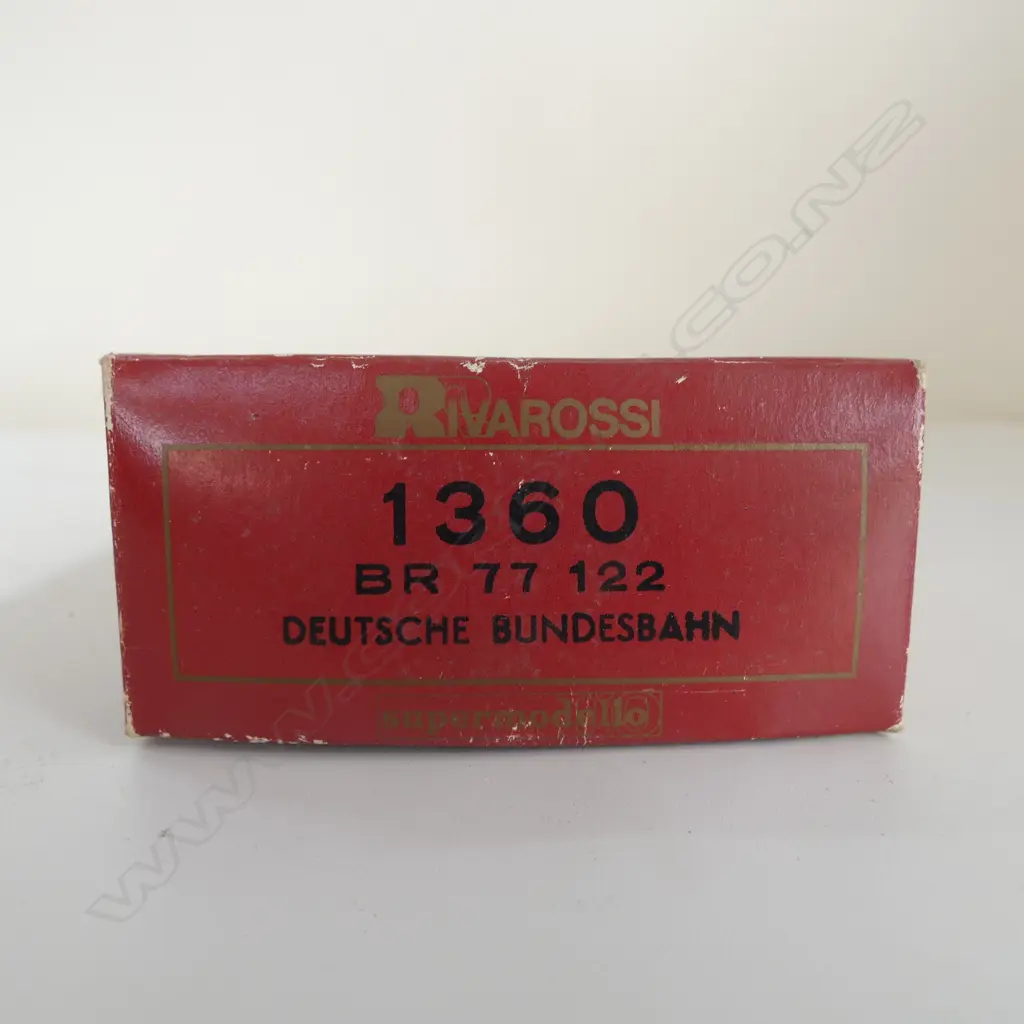 RIVAROSSI
1360
BR 77 122
DEUTSCHE BUNDESBAHN
supermodello